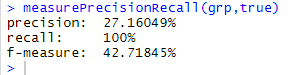 > measurePrecisionRecall(grp,true)
precision:  27.16049%
recall:     100%
f-measure:  42.71845%
>